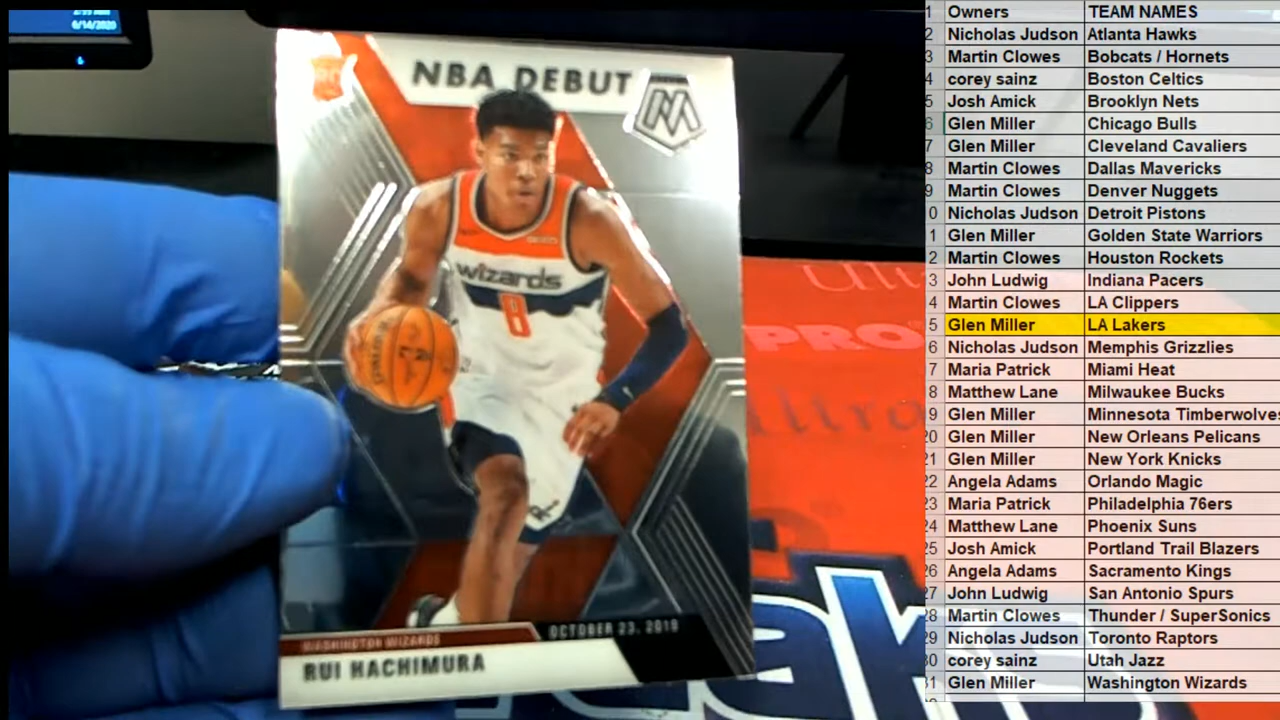 6/14/2020
RC
NBA DEBUT
M
wizards
8
WASHINGTON WIZARDS
OCTOBER 23, 2019
RUI HACHIMURA
Ultra
PRO
Ultra
1 Owners TEAM NAMES
2 Nicholas Judson Atlanta Hawks
3 Martin Clowes Bobcats / Hornets
4 corey sainz Boston Celtics
5 Josh Amick Brooklyn Nets
6 Glen Miller Chicago Bulls
7 Glen Miller Cleveland Cavaliers
8 Martin Clowes Dallas Mavericks
9 Martin Clowes Denver Nuggets
0 Nicholas Judson Detroit Pistons
1 Glen Miller Golden State Warriors
2 Martin Clowes Houston Rockets
3 John Ludwig Indiana Pacers
4 Martin Clowes LA Clippers
5 Glen Miller LA Lakers
6 Nicholas Judson Memphis Grizzlies
7 Maria Patrick Miami Heat
8 Matthew Lane Milwaukee Bucks
9 Glen Miller Minnesota Timberwolves
20 Glen Miller New Orleans Pelicans
21 Glen Miller New York Knicks
22 Angela Adams Orlando Magic
23 Maria Patrick Philadelphia 76ers
24 Matthew Lane Phoenix Suns
25 Josh Amick Portland Trail Blazers
26 Angela Adams Sacramento Kings
27 John Ludwig San Antonio Spurs
28 Martin Clowes Thunder / SuperSonics
29 Nicholas Judson Toronto Raptors
30 corey sainz Utah Jazz
31 Glen Miller Washington Wizards